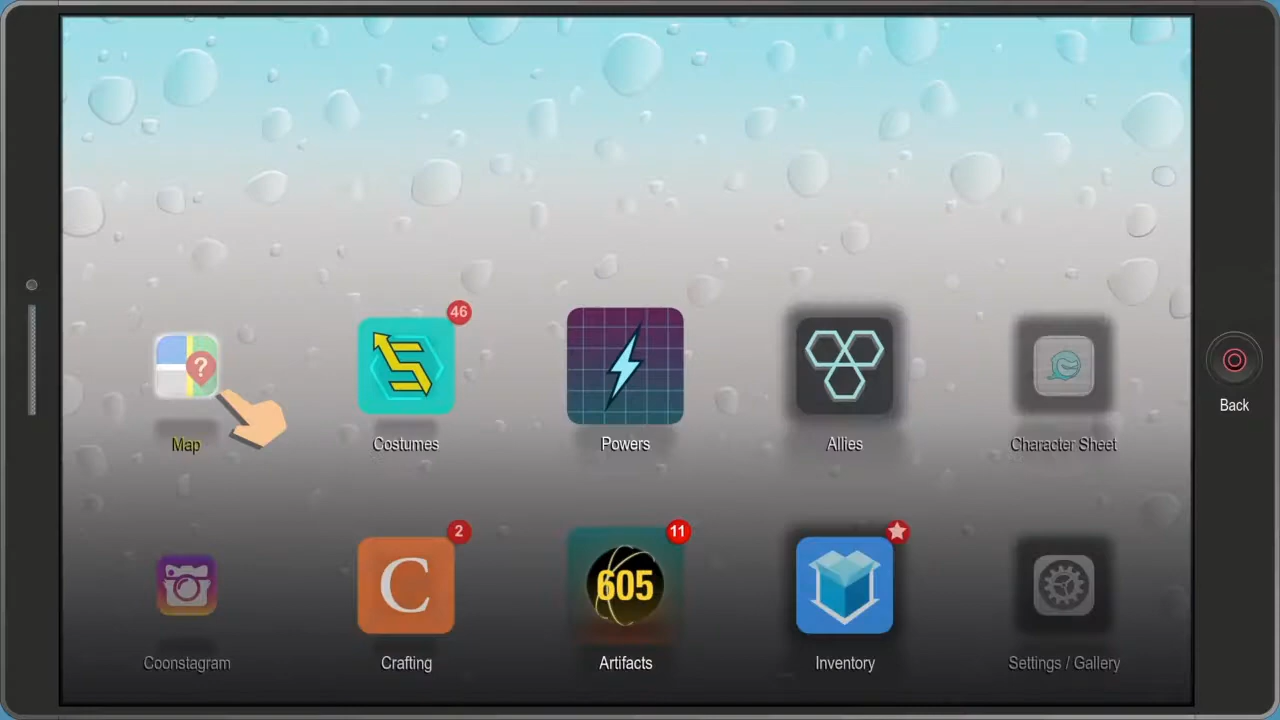 ?
46
Map
Costumes
Powers
Allies
Character Sheet
Back
2
11
C
605
Coonstagram
Crafting
Artifacts
Inventory
Settings / Gallery